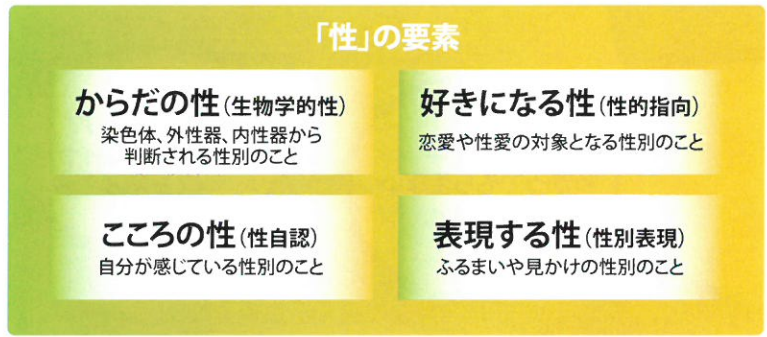 「性」の要素
からだの性(生物学的性)
染色体、外性器、内性器から
判断される性別のこと
好きになる性(性的指向)
恋愛や性愛の対象となる性別のこと
こころの性(性自認)
自分が感じている性別のこと
表現する性(性別表現)
ふるまいや見かけの性別のこと